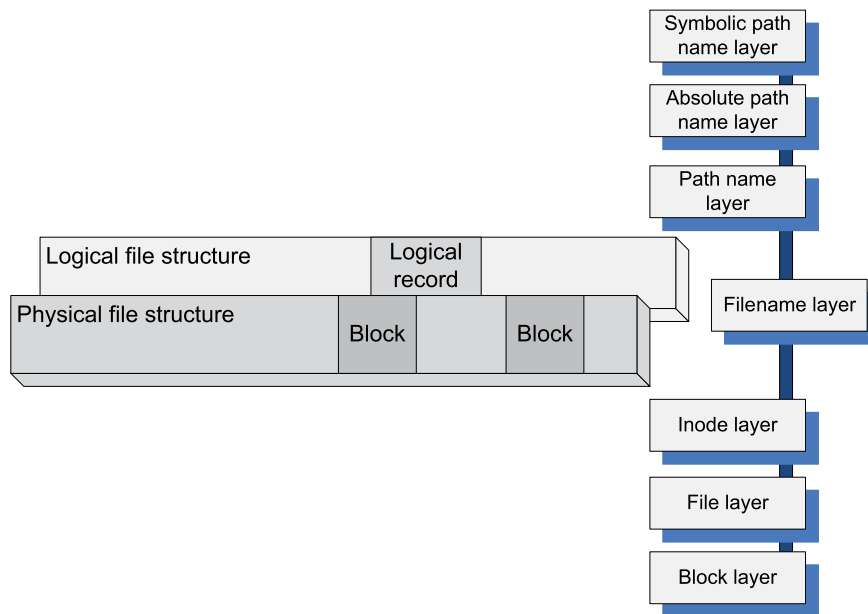 Symbolic path
name layer
Absolute path
name layer
Path name
layer
Logical file structure
Logical
record
Physical file structure
Block
Block
Filename layer
Inode layer
File layer
Block layer